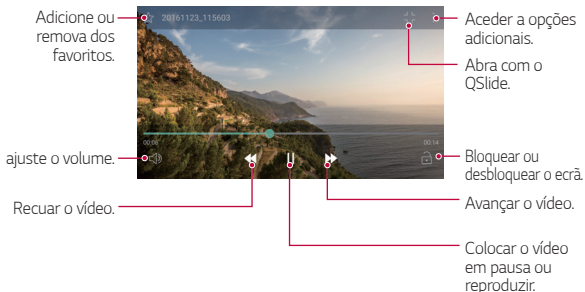 Adicione ou
remova dos
favoritos.
20161123_115603
Aceder a opções
adicionais.
Abra com o
QSlide.
00:06
00:14
ajuste o volume.
Bloquear ou
desbloquear o ecrã.
Recuar o vídeo.
Avançar o vídeo.
Colocar o vídeo
em pausa ou
reproduzir.